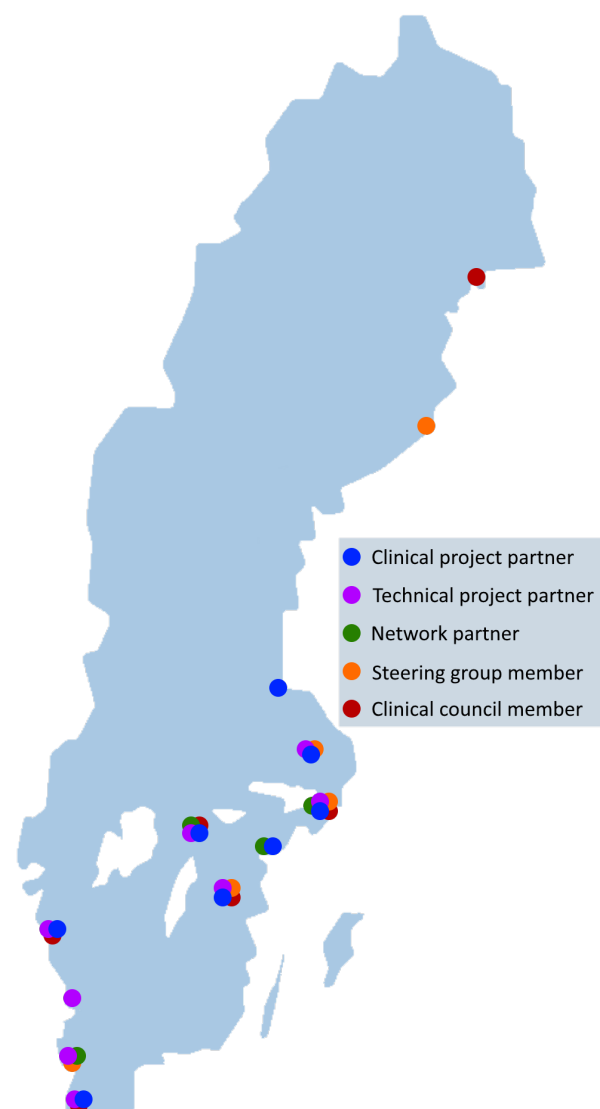 Clinical project partner
Technical project partner
Network partner
Steering group member
Clinical council member